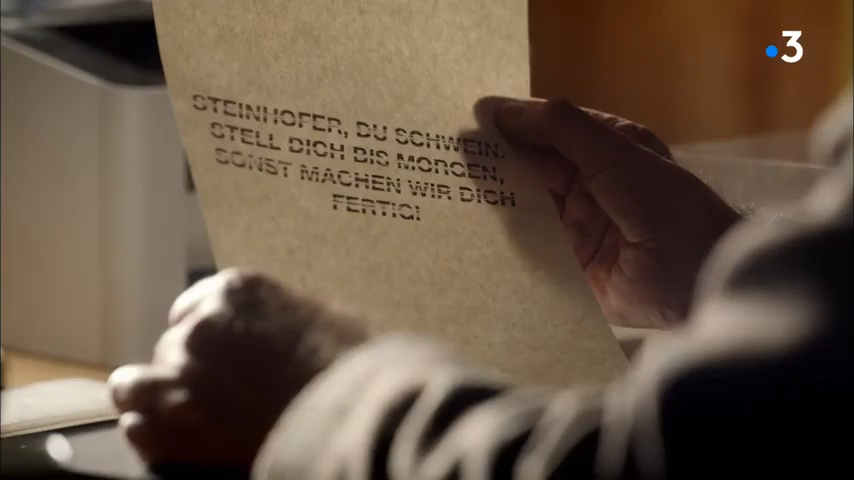 3
STEINHOFER, DU SCHWEIN.
STELL DICH BIS MORGEN,
SONST MACHEN WIR DICH
FERTIG!